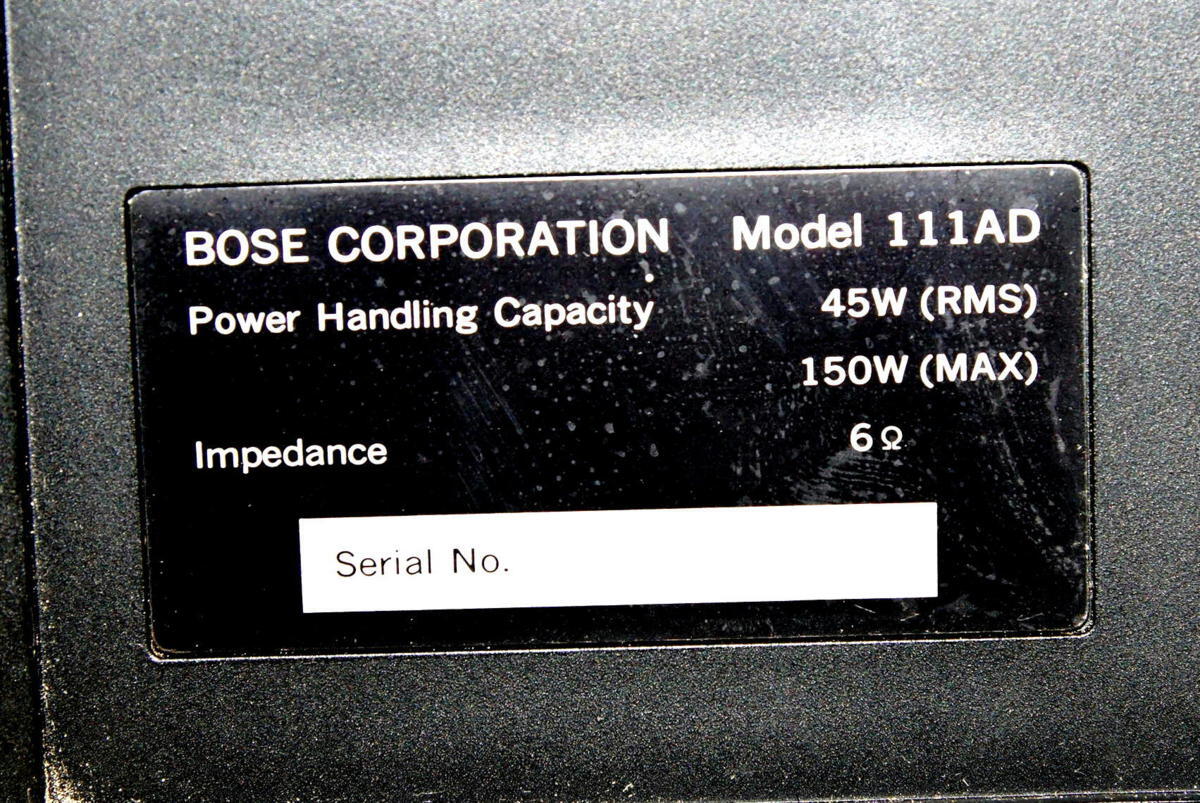 BOSE CORPORATION Model 111AD
Power Handling Capacity 45W (RMS)
150W (MAX)
Impedance 6Ω
Serial No.